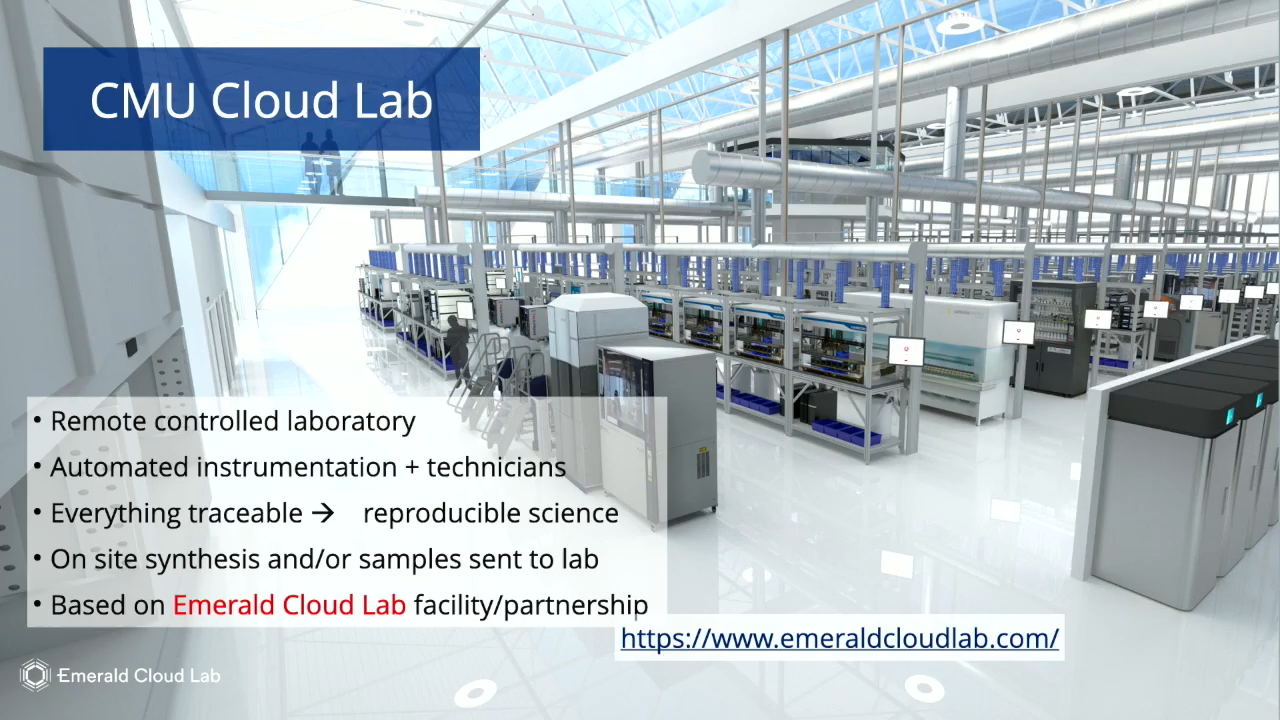 CMU Cloud Lab
• Remote controlled laboratory
• Automated instrumentation + technicians
• Everything traceable → reproducible science
• On site synthesis and/or samples sent to lab
• Based on Emerald Cloud Lab facility/partnership
https://www.emeraldcloudlab.com/
Emerald Cloud Lab